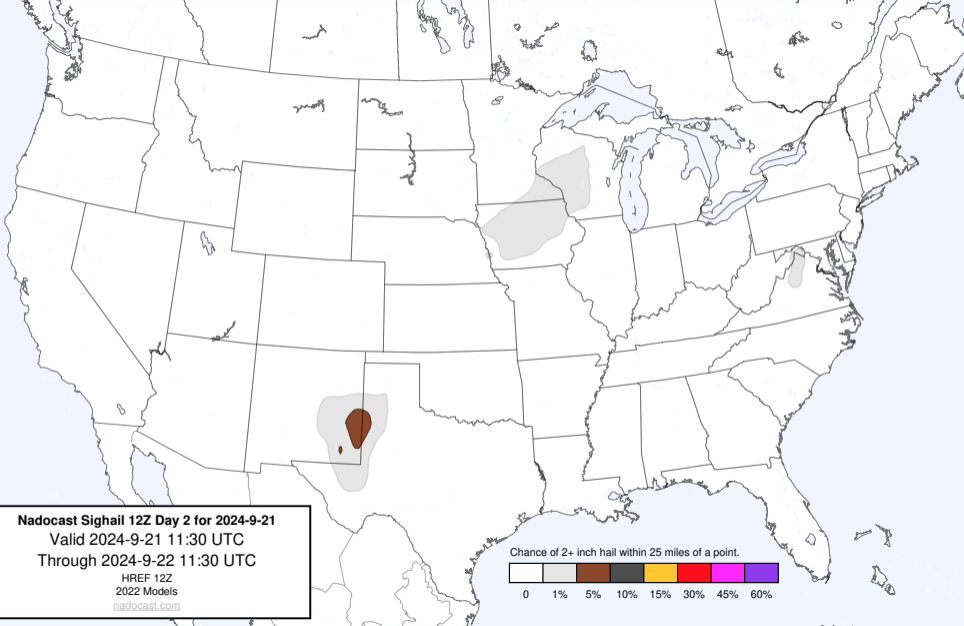 Nadocast Sighail 12Z Day 2 for 2024-9-21
Valid 2024-9-21 11:30 UTC
Through 2024-9-22 11:30 UTC
HREF 12Z
2022 Models
nadocast.com
Chance of 2+ inch hail within 25 miles of a point.
0 1% 5% 10% 15% 30% 45% 60%